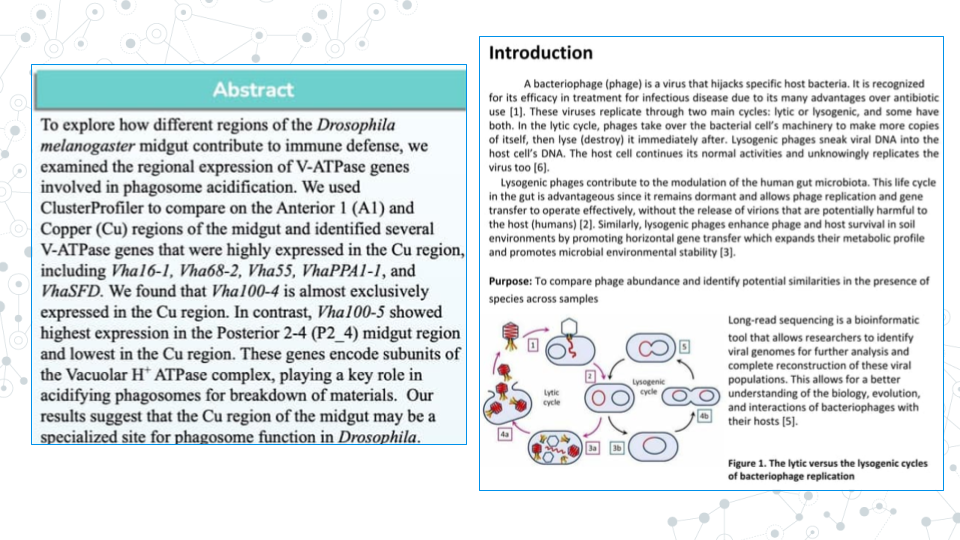 Abstract
To explore how different regions of the Drosophila
melanogaster midgut contribute to immune defense, we
examined the regional expression of V-ATPase genes
involved in phagosome acidification. We used
ClusterProfiler to compare on the Anterior 1 (A1) and
Copper (Cu) regions of the midgut and identified several
V-ATPase genes that were highly expressed in the Cu region,
including Vha16-1, Vha68-2, Vha55, VhaPPA1-1, and
VhaSFD. We found that Vha100-4 is almost exclusively
expressed in the Cu region. In contrast, Vha100-5 showed
highest expression in the Posterior 2-4 (P2_4) midgut region
and lowest in the Cu region. These genes encode subunits of
the Vacuolar H⁺ ATPase complex, playing a key role in
acidifying phagosomes for breakdown of materials. Our
results suggest that the Cu region of the midgut may be a
specialized site for phagosome function in Drosophila.
Introduction
A bacteriophage (phage) is a virus that hijacks specific host bacteria. It is recognized
for its efficacy in treatment for infectious disease due to its many advantages over antibiotic
use [1]. These viruses replicate through two main cycles: lytic or lysogenic, and some have
both. In the lytic cycle, phages take over the bacterial cell's machinery to make more copies
of itself, then lyse (destroy) it immediately after. Lysogenic phages sneak viral DNA into the
host cell's DNA. The host cell continues its normal activities and unknowingly replicates the
virus too [6].
Lysogenic phages contribute to the modulation of the human gut microbiota. This life cycle
in the gut is advantageous since it remains dormant and allows phage replication and gene
transfer to operate effectively, without the release of virions that are potentially harmful to
the host (humans) [2]. Similarly, lysogenic phages enhance phage and host survival in soil
environments by promoting horizontal gene transfer which expands their metabolic profile
and promotes microbial environmental stability [3].
Purpose: To compare phage abundance and identify potential similarities in the presence of
species across samples
1
2
5
Lytic
cycle
Lysogenic
cycle
4b
4a
3a
3b
Long-read sequencing is a bioinformatic
tool that allows researchers to identify
viral genomes for further analysis and
complete reconstruction of these viral
populations. This allows for a better
understanding of the biology, evolution,
and interactions of bacteriophages with
their hosts [5].
Figure 1. The lytic versus the lysogenic cycles
of bacteriophage replication